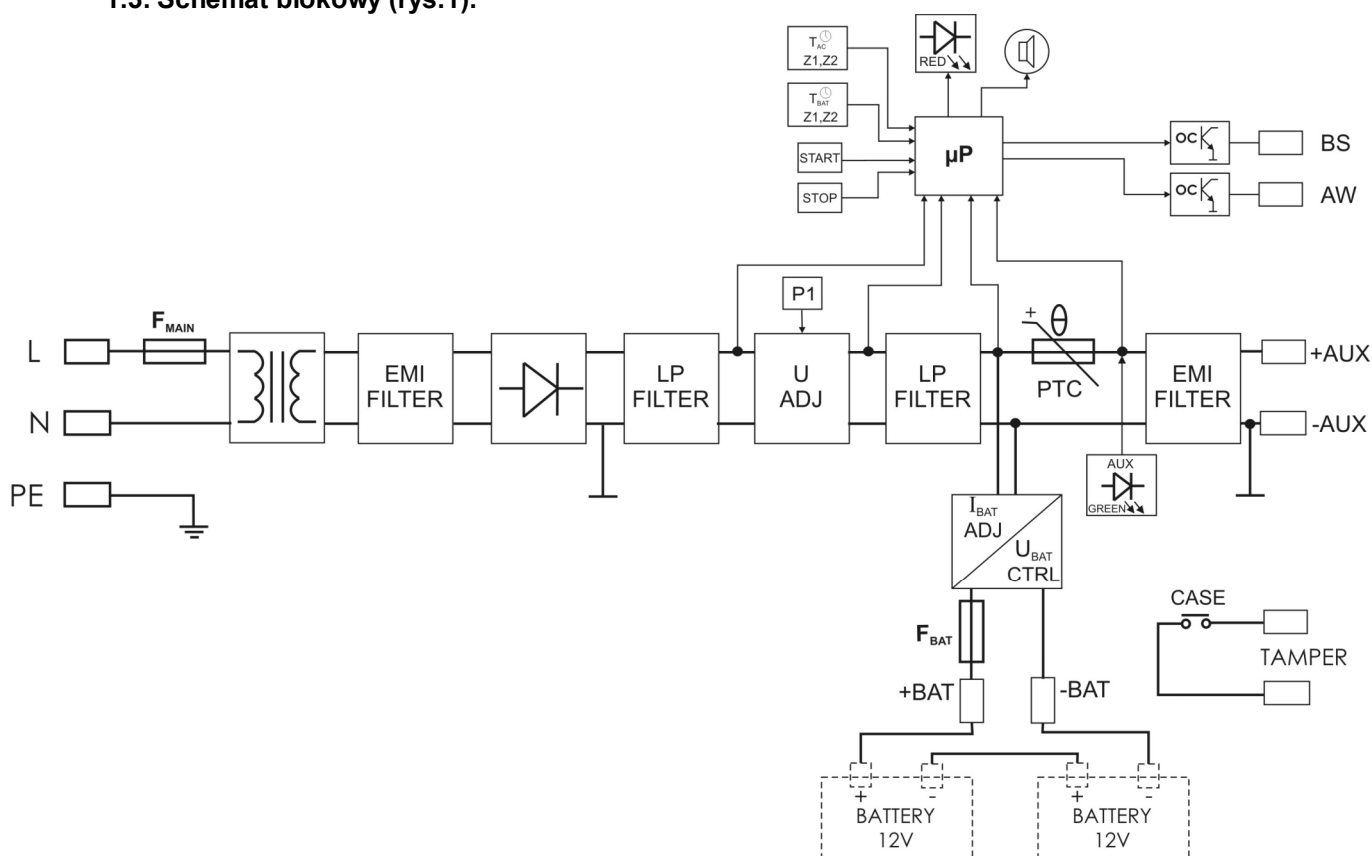 1.3. Schemat blokowy (rys.1).
T AC
Z1,Z2
RED
T BAT
Z1,Z2
START
STOP
µP
OC
BS
OC
AW
P1
L
F MAIN
N
PE
EMI
FILTER
LP
FILTER
U
ADJ
LP
FILTER
+ θ
PTC
EMI
FILTER
+AUX
-AUX
AUX
GREEN
I BAT
ADJ
U BAT
CTRL
F BAT
+BAT
-BAT
CASE
TAMPER
+ -
BATTERY
12V
+ -
BATTERY
12V